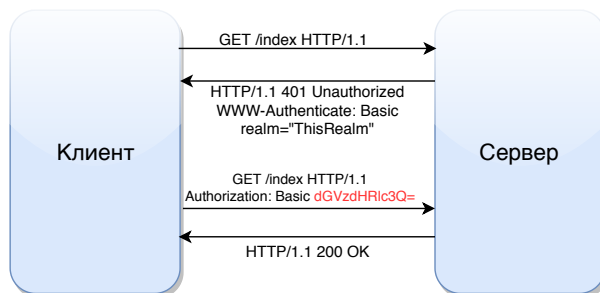 GET /index HTTP/1.1
HTTP/1.1 401 Unauthorized
WWW-Authenticate: Basic
realm="ThisRealm"
Клиент
Сервер
GET /index HTTP/1.1
Authorization: Basic dGVzdHRlc3Q=
HTTP/1.1 200 OK